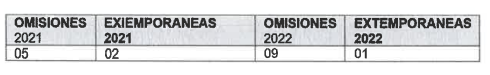 OMISIONES EXIEMPORANEAS OMISIONES EXTEMPORANEAS
2021 2021 2022 2022
05 02 09 01